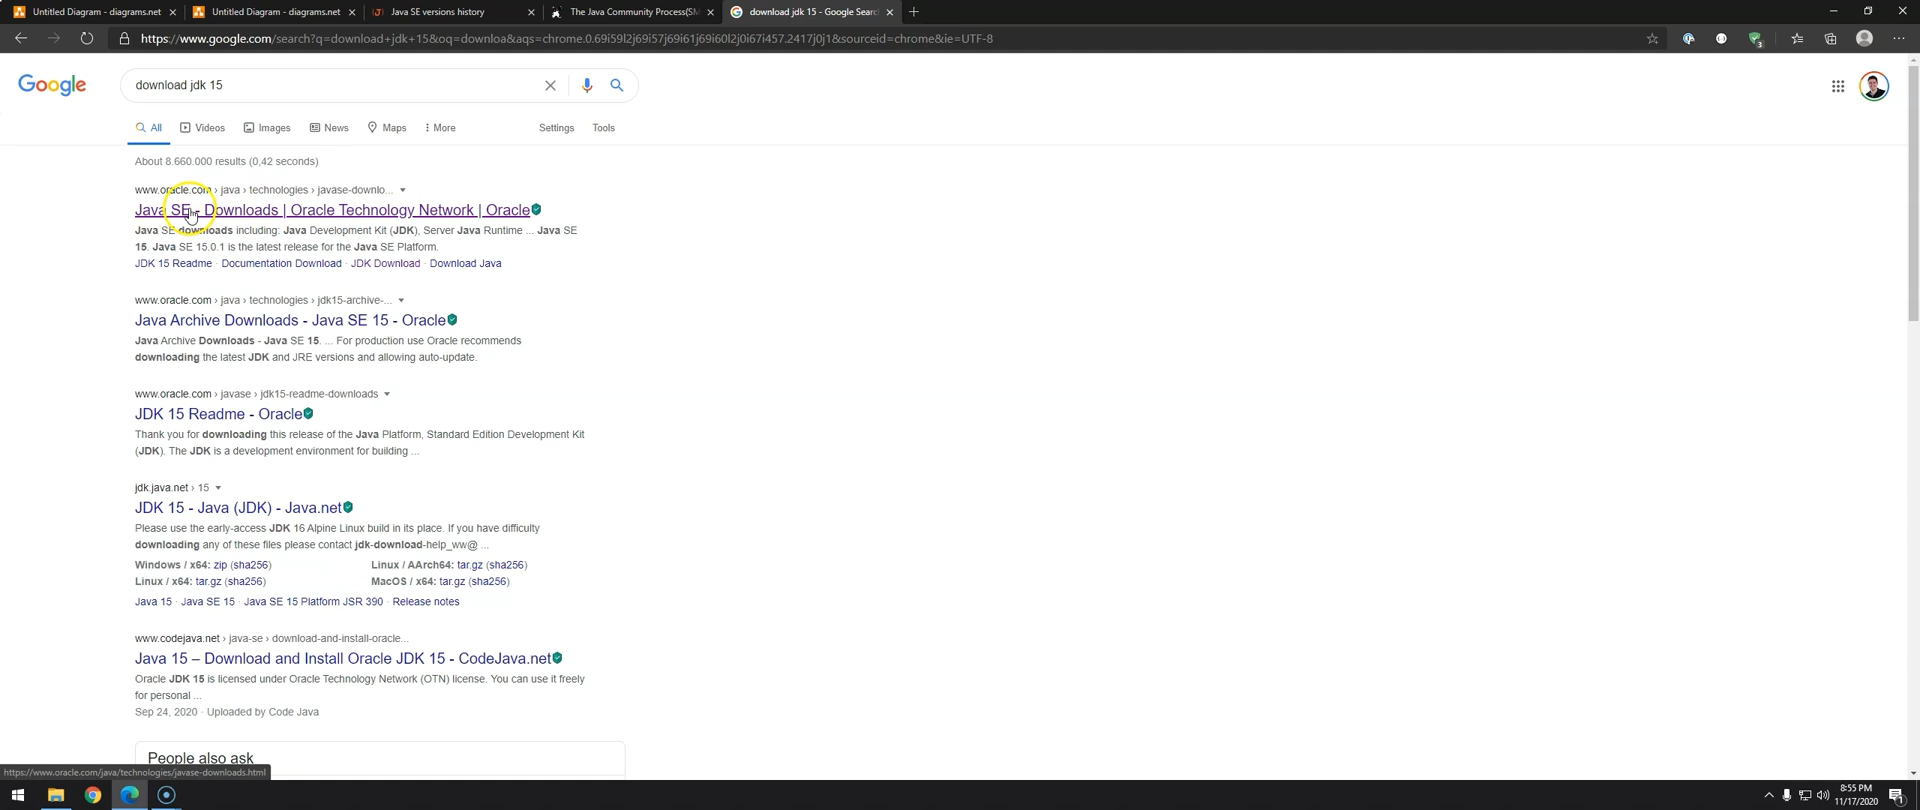 Untitled Diagram - diagrams.net
Untitled Diagram - diagrams.net
Java SE versions history
The Java Community Process(SM
download jdk 15 - Google Searc
https://www.google.com/search?q=download+jdk+15&oq=downloa&aqs=chrome.0.69i59l2j69i57j69i61j69i60l2j0i67i457.2417j0j1&sourceid=chrome&ie=UTF-8
3
Google
download jdk 15
All
Videos
Images
News
Maps
More
Settings
Tools
About 8.660.000 results (0,42 seconds)
www.oracle.com › java › technologies › javase-downlo...
Java SE - Downloads | Oracle Technology Network | Oracle
Java SE downloads including: Java Development Kit (JDK), Server Java Runtime ... Java SE
15. Java SE 15.0.1 is the latest release for the Java SE Platform.
JDK 15 Readme · Documentation Download · JDK Download · Download Java
www.oracle.com › java › technologies › jdk15-archive-...
Java Archive Downloads - Java SE 15 - Oracle
Java Archive Downloads - Java SE 15. ... For production use Oracle recommends
downloading the latest JDK and JRE versions and allowing auto-update.
www.oracle.com › javase › jdk15-readme-downloads
JDK 15 Readme - Oracle
Thank you for downloading this release of the Java Platform, Standard Edition Development Kit
(JDK). The JDK is a development environment for building ...
jdk.java.net › 15
JDK 15 - Java (JDK) - Java.net
Please use the early-access JDK 16 Alpine Linux build in its place. If you have difficulty
downloading any of these files please contact jdk-download-help_ww@ ...
Windows / x64: zip (sha256)
Linux / AArch64: tar.gz (sha256)
Linux / x64: tar.gz (sha256)
MacOS / x64: tar.gz (sha256)
Java 15 · Java SE 15 · Java SE 15 Platform JSR 390 · Release notes
www.codejava.net › java-se › download-and-install-oracle...
Java 15 – Download and Install Oracle JDK 15 - CodeJava.net
Oracle JDK 15 is licensed under Oracle Technology Network (OTN) license. You can use it freely
for personal ...
Sep 24, 2020 · Uploaded by Code Java
People also ask
https://www.oracle.com/java/technologies/javase-downloads.html
8:55 PM
11/17/2020
1